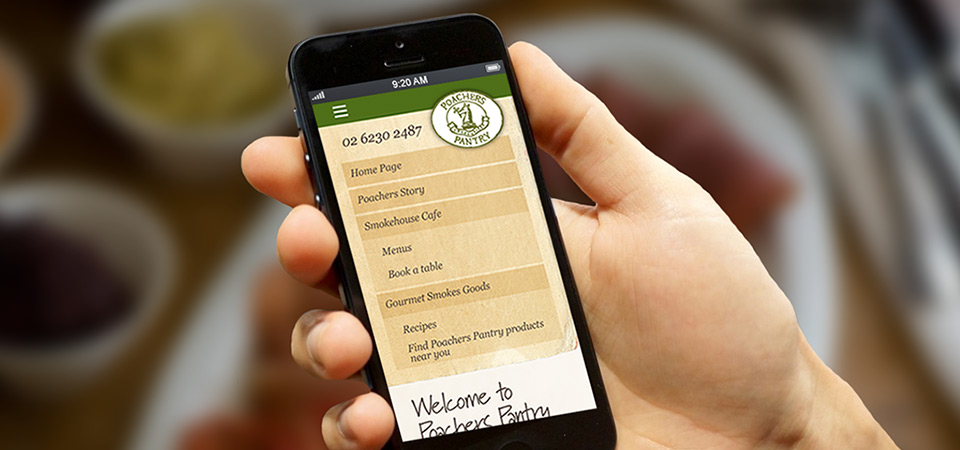 9:20 AM
POACHERS
PANTRY
02 6230 2487
Home Page
Poachers Story
Smokehouse Cafe
Menus
Book a table
Gourmet Smokes Goods
Recipes
Find Poachers Pantry products
near you
Welcome to
Poachers Pantry